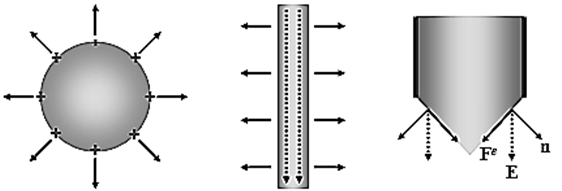 + + + + + + + +
Fᵉ
n
E